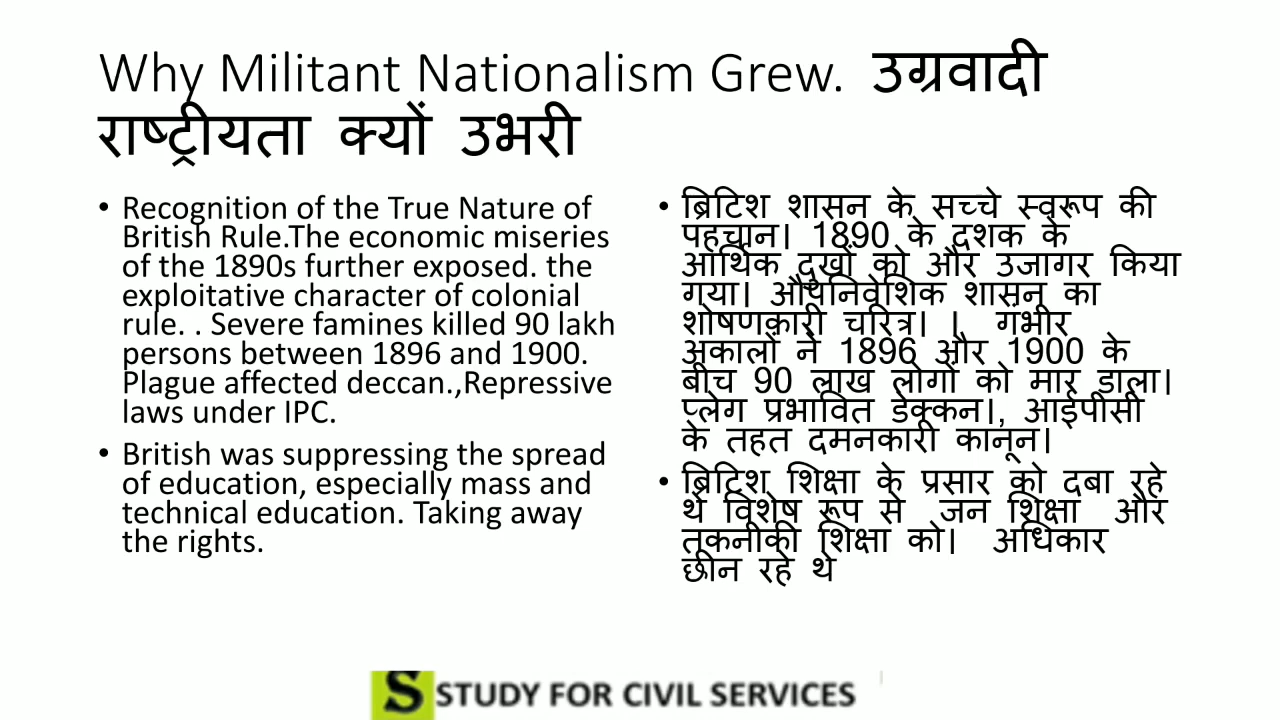 Why Militant Nationalism Grew. उग्रवादी
राष्ट्रीयता क्यों उभरी
• Recognition of the True Nature of
British Rule.The economic miseries
of the 1890s further exposed. the
exploitative character of colonial
rule. . Severe famines killed 90 lakh
persons between 1896 and 1900.
Plague affected deccan.,Repressive
laws under IPC.
• British was suppressing the spread
of education, especially mass and
technical education. Taking away
the rights.
• ब्रिटिश शासन के सच्चे स्वरूप की
पहचान। 1890 के दशक के
आर्थिक दुखों को और उजागर किया
गया। औपनिवेशिक शासन का
शोषणकारी चरित्र। । गंभीर
अकालों ने 1896 और 1900 के
बीच 90 लाख लोगों को मार डाला।
प्लेग प्रभावित डेक्कन।, आईपीसी
के तहत दमनकारी कानून।
• ब्रिटिश शिक्षा के प्रसार को दबा रहे
थे विशेष रूप से जन शिक्षा और
तकनीकी शिक्षा को। अधिकार
छीन रहे थे
S STUDY FOR CIVIL SERVICES